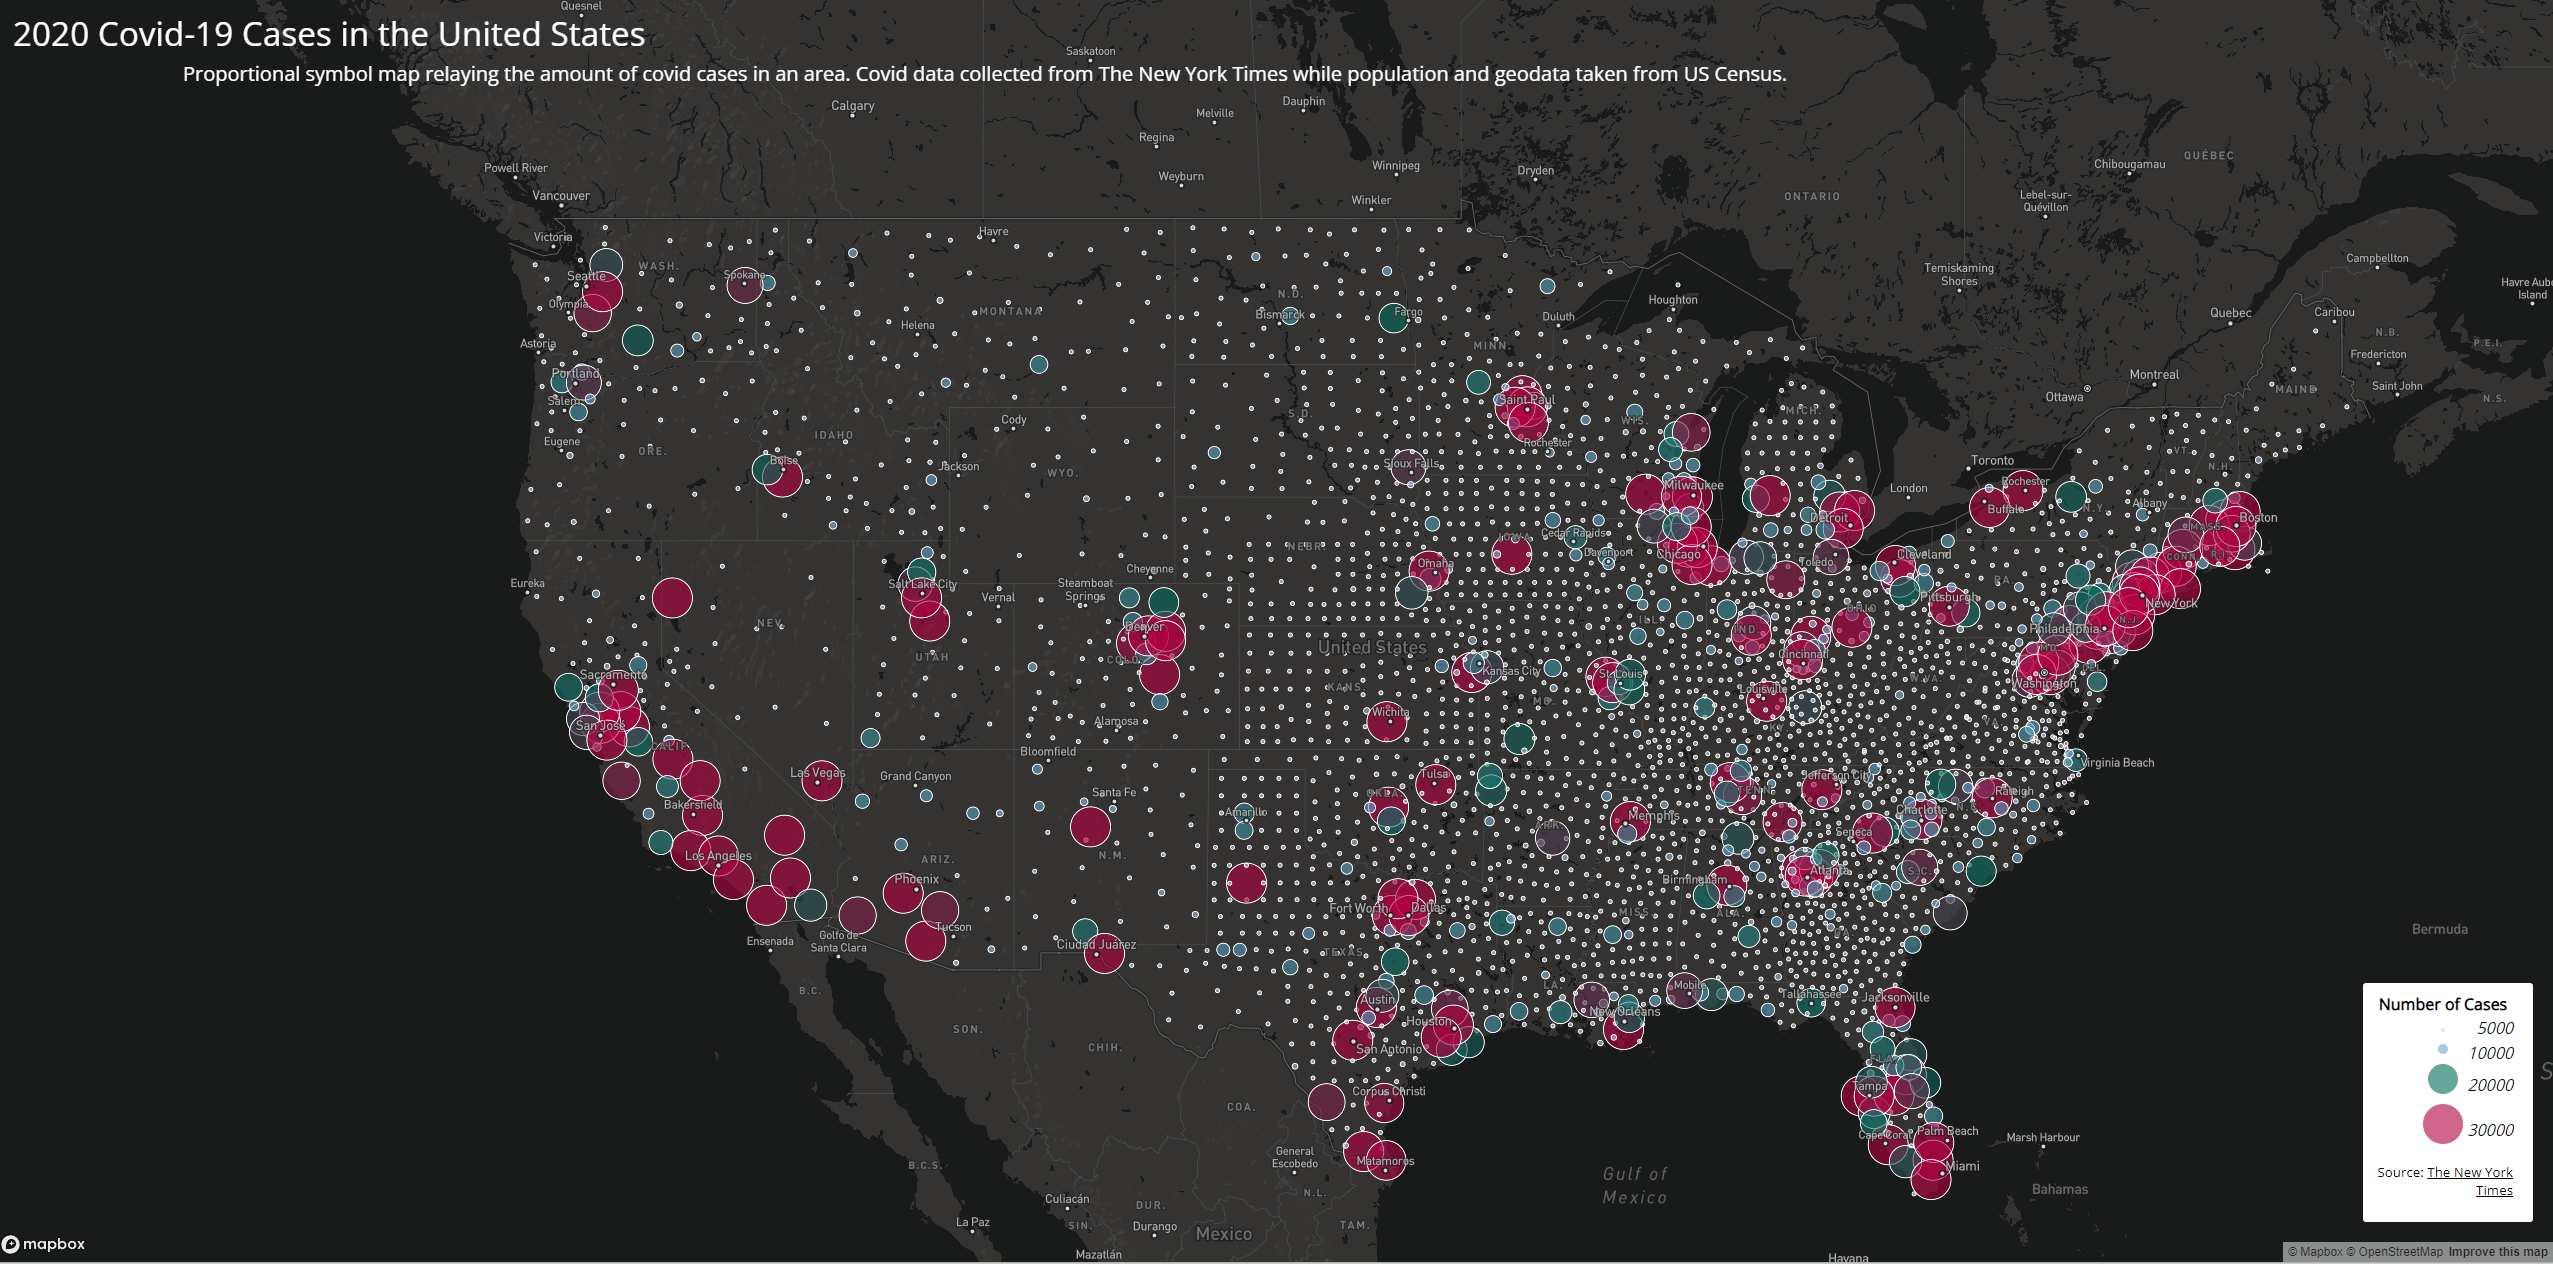 2020 Covid-19 Cases in the United States
Proportional symbol map relaying the amount of covid cases in an area. Covid data collected from The New York Times while population and geodata taken from US Census.
Quesnel
Saskatoon
Calgary
Dauphin
Melville
Regina
Powell River
Weyburn
Winnipeg
Dryden
Chibougamau
QUÉBEC
Vancouver
Winkler
ONTARIO
Lebel-sur-
Quévillon
Victoria
Havre
Seattle
WASH.
Spokane
Temiskaming
Shores
Campbellton
Havre Aub
Island
Olympia
N.D.
Bismarck
Fargo
MONTANA
Houghton
Duluth
Helena
Quebec
Caribou
N.B.
P.E.I.
Astoria
MINN.
Fredericton
Portland
Montreal
Saint John
MAINE
Salem
Saint Paul
Ottawa
N.S.
S.D.
MICH.
Cody
WIS.
IDAHO
Eugene
ORE.
Rochester
VT.
Boise
Jackson
WYO.
Sioux Falls
Toronto
N.H.
Milwaukee
London
Rochester
Buffalo
Albany
N.Y.
Boston
Detroit
MASS.
IOWA
Cedar Rapids
NEBR.
Davenport
Chicago
Cleveland
CONN.
R.I.
Omaha
Toledo
Eureka
Salt Lake City
Steamboat
Springs
Cheyenne
Vernal
PA.
Pittsburgh
New York
OHIO
NEV.
Denver
ILL.
IND.
Philadelphia
N.J.
United States
UTAH
COLO.
Cincinnati
MD.
DEL.
Sacramento
Kansas City
St. Louis
W.VA.
Washington
KANS.
Louisville
MO.
San José
Alamosa
Wichita
KY.
VA.
CALIF.
Bloomfield
Virginia Beach
Las Vegas
Grand Canyon
Tulsa
Jefferson City
Santa Fe
OKLA.
TENN.
Raleigh
Bakersfield
Amarillo
Memphis
Charlotte
N.C.
ARK.
Seneca
Los Angeles
ARIZ.
N.M.
Atlanta
S.C.
Phoenix
Birmingham
Fort Worth
Dallas
MISS.
ALA.
Tucson
GA.
Bermuda
Ensenada
Golfo de
Santa Clara
Ciudad Juárez
TEXAS
B.C.
LA.
Mobile
Tallahassee
Jacksonville
Austin
New Orleans
Houston
SON.
CHIH.
San Antonio
FLA.
Tampa
Corpus Christi
COA.
Cape Coral
Palm Beach
Marsh Harbour
B.C.S.
General
Escobedo
Matamoros
Miami
Gulf of
Mexico
Bahamas
Culiacán
N.L.
DUR.
La Paz
SIN.
Durango
Mexico
TAM.
Mazatlán
Havana
S
Number of Cases
5000
10000
20000
30000
Source: The New York
Times
mapbox
© Mapbox © OpenStreetMap Improve this map